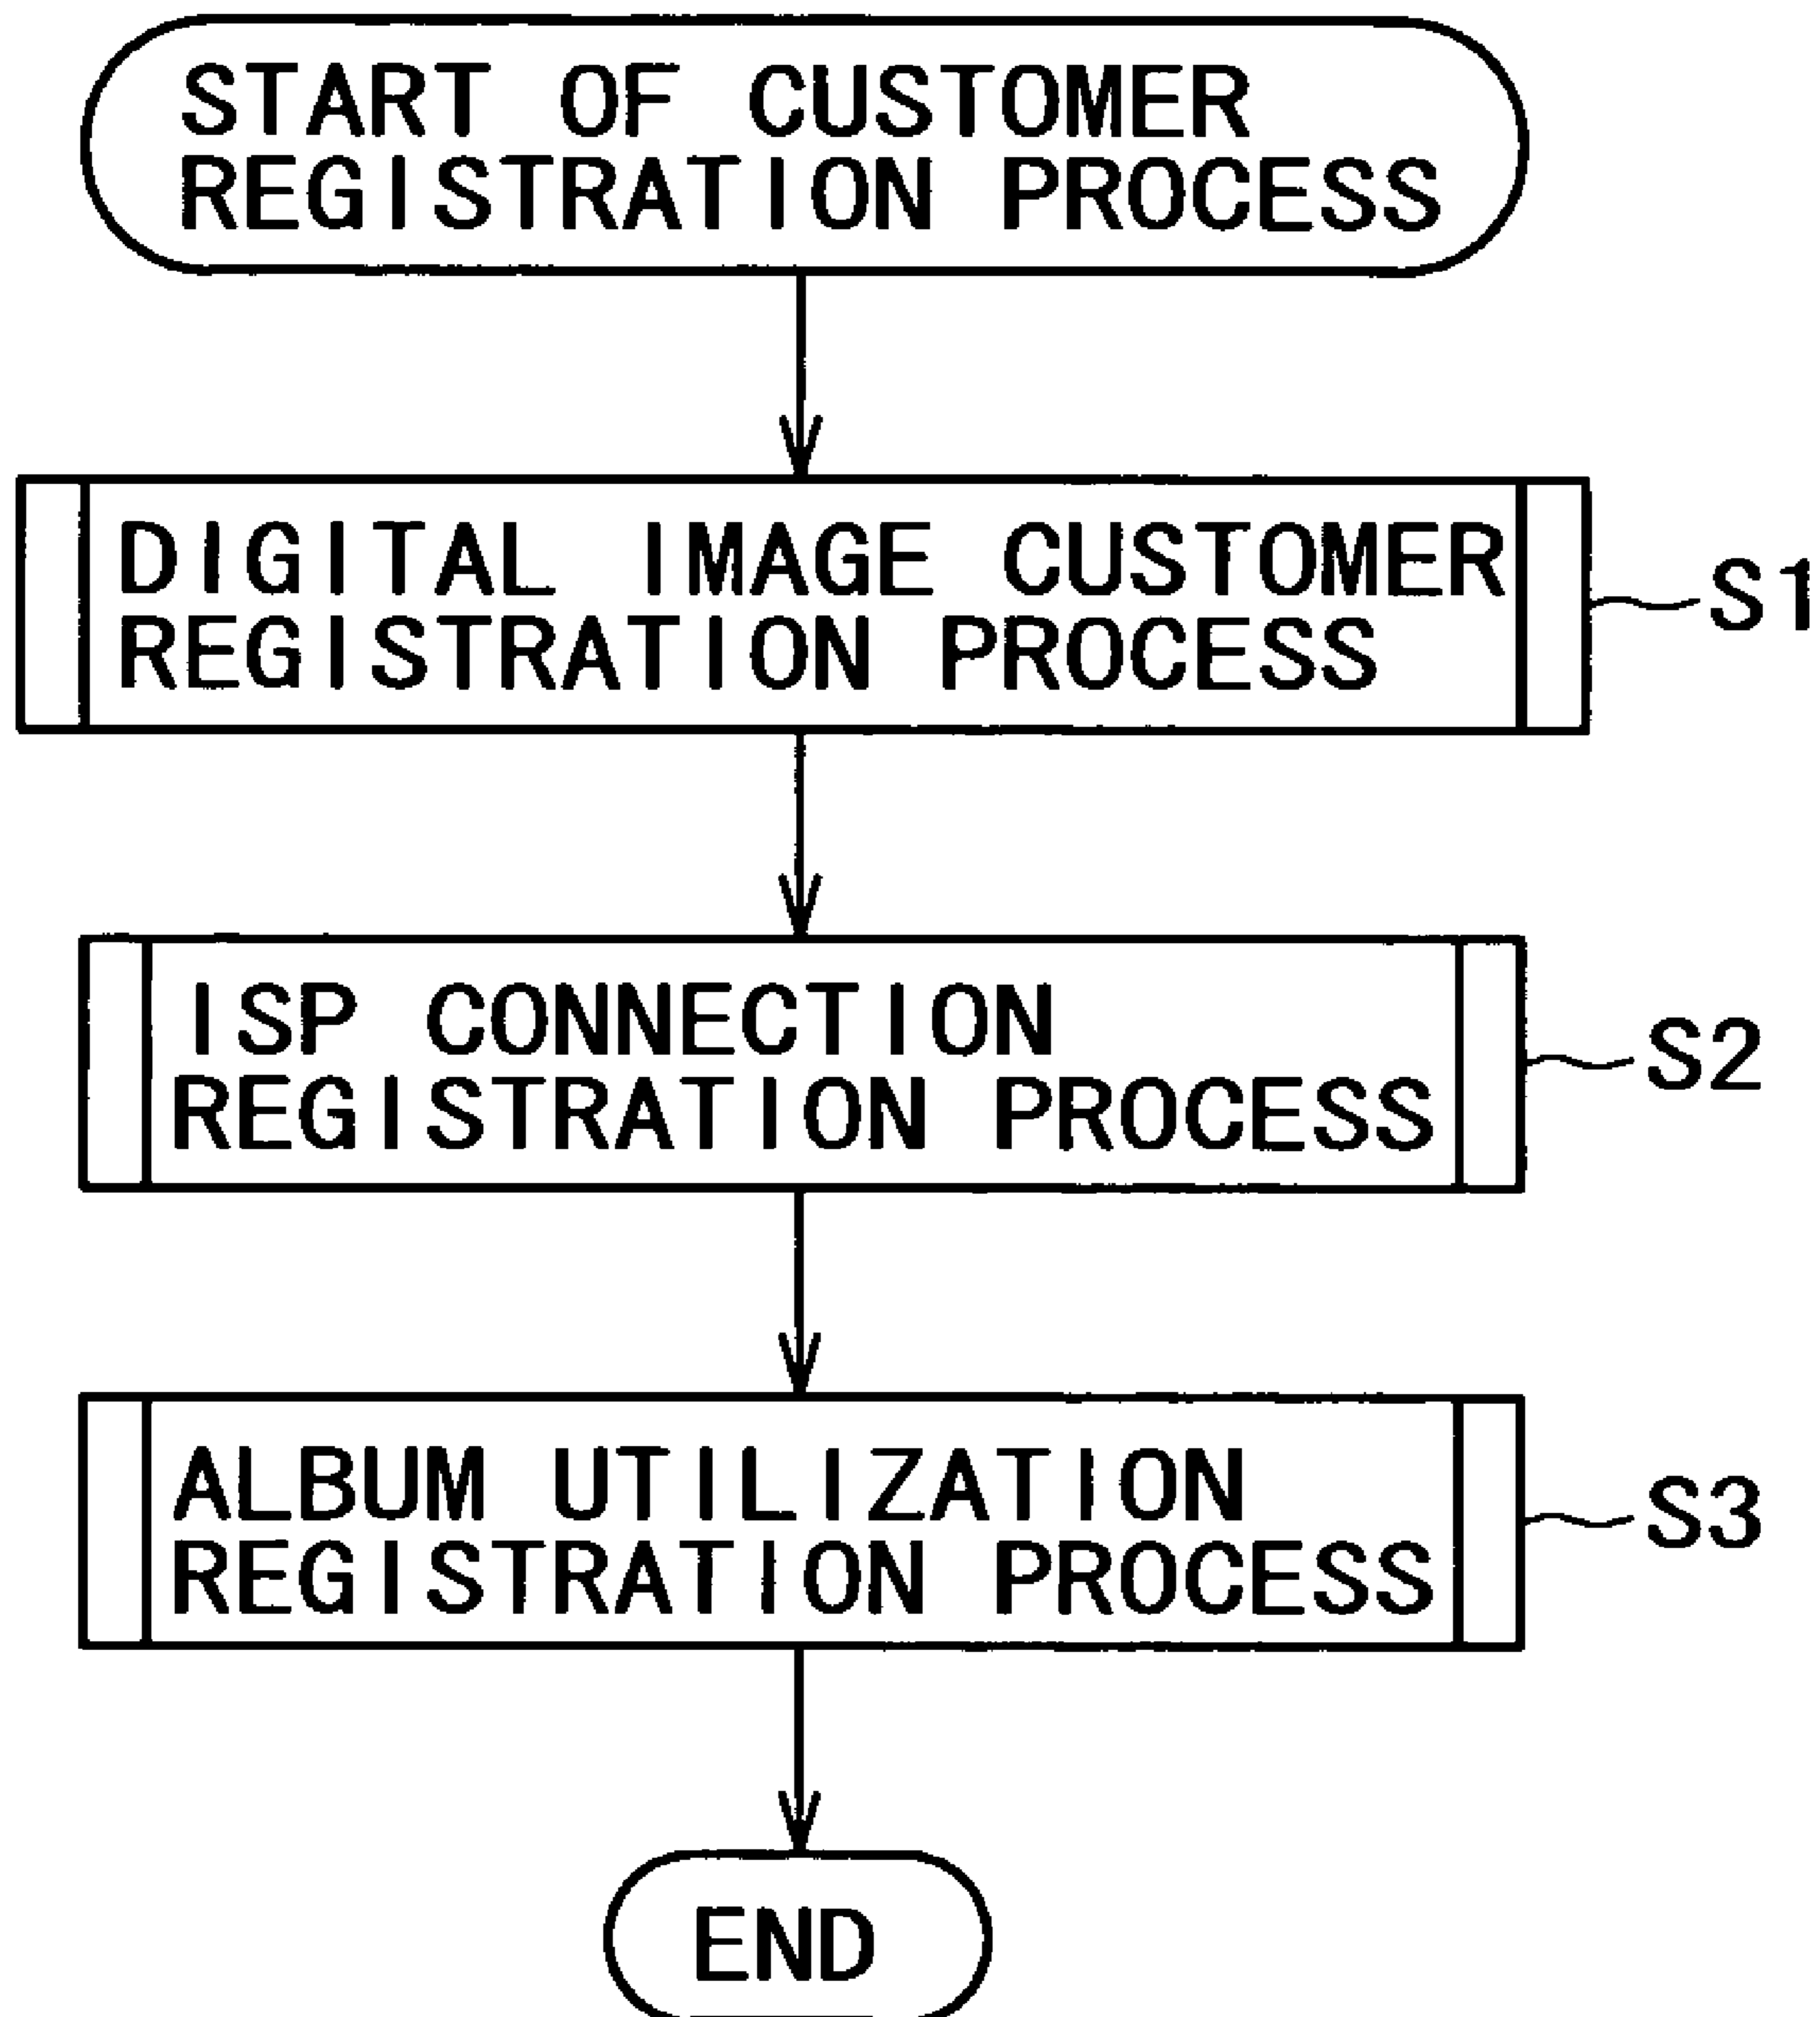 START OF CUSTOMER
REGISTRATION PROCESS
DIGITAL IMAGE CUSTOMER
REGISTRATION PROCESS
S1
ISP CONNECTION
REGISTRATION PROCESS
S2
ALBUM UTILIZATION
REGISTRATION PROCESS
S3
END